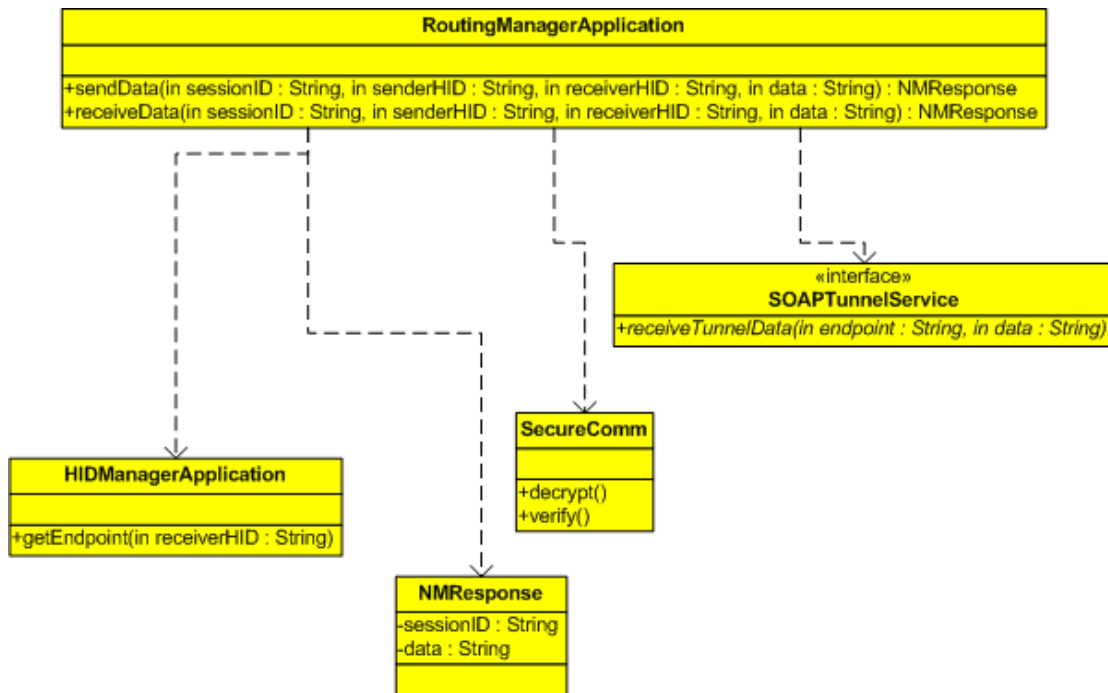 RoutingManagerApplication
+sendData(in sessionID : String, in senderHID : String, in receiverHID : String, in data : String) : NMResponse
+receiveData(in sessionID : String, in senderHID : String, in receiverHID : String, in data : String) : NMResponse
«interface»
SOAPTunnelService
+receiveTunnelData(in endpoint : String, in data : String)
SecureComm
+decrypt()
+verify()
HIDManagerApplication
+getEndpoint(in receiverHID : String)
NMResponse
-sessionID : String
-data : String